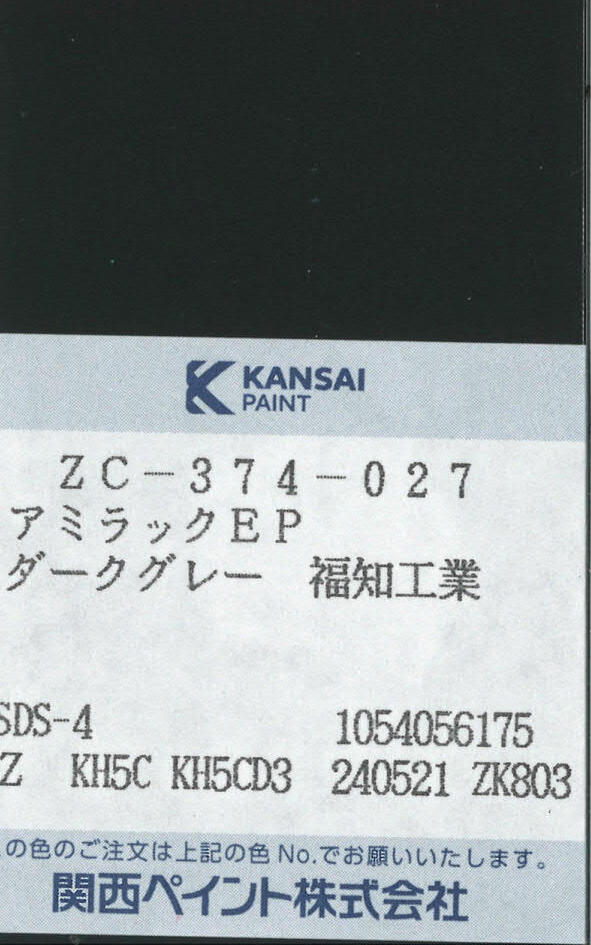 KANSAI
PAINT
ZC-374-027
アミラックEP
ダークグレー 福知工業
SDS-4 1054056175
Z KH5C KH5CD3 240521 ZK803
の色のご注文は上記の色 No.でお願いいたします。
関西ペイント株式会社